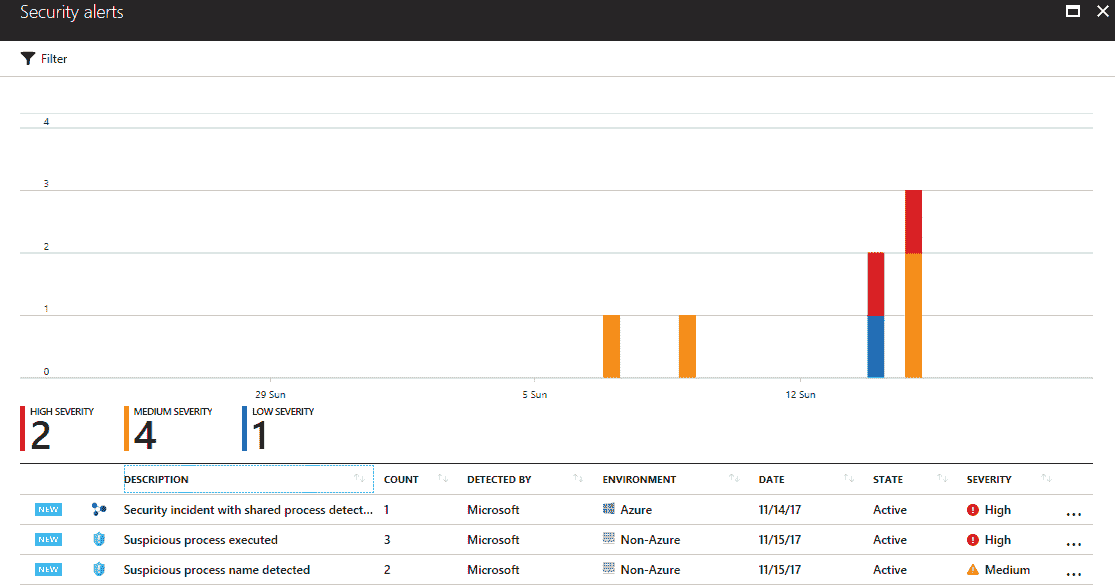 Security alerts
Filter
4
3
2
1
0
29 Sun 5 Sun 12 Sun
HIGH SEVERITY MEDIUM SEVERITY LOW SEVERITY
2 4 1
DESCRIPTION COUNT DETECTED BY ENVIRONMENT DATE STATE SEVERITY
NEW Security incident with shared process detect... 1 Microsoft Azure 11/14/17 Active High ...
NEW Suspicious process executed 3 Microsoft Non-Azure 11/15/17 Active High ...
NEW Suspicious process name detected 2 Microsoft Non-Azure 11/15/17 Active Medium ...